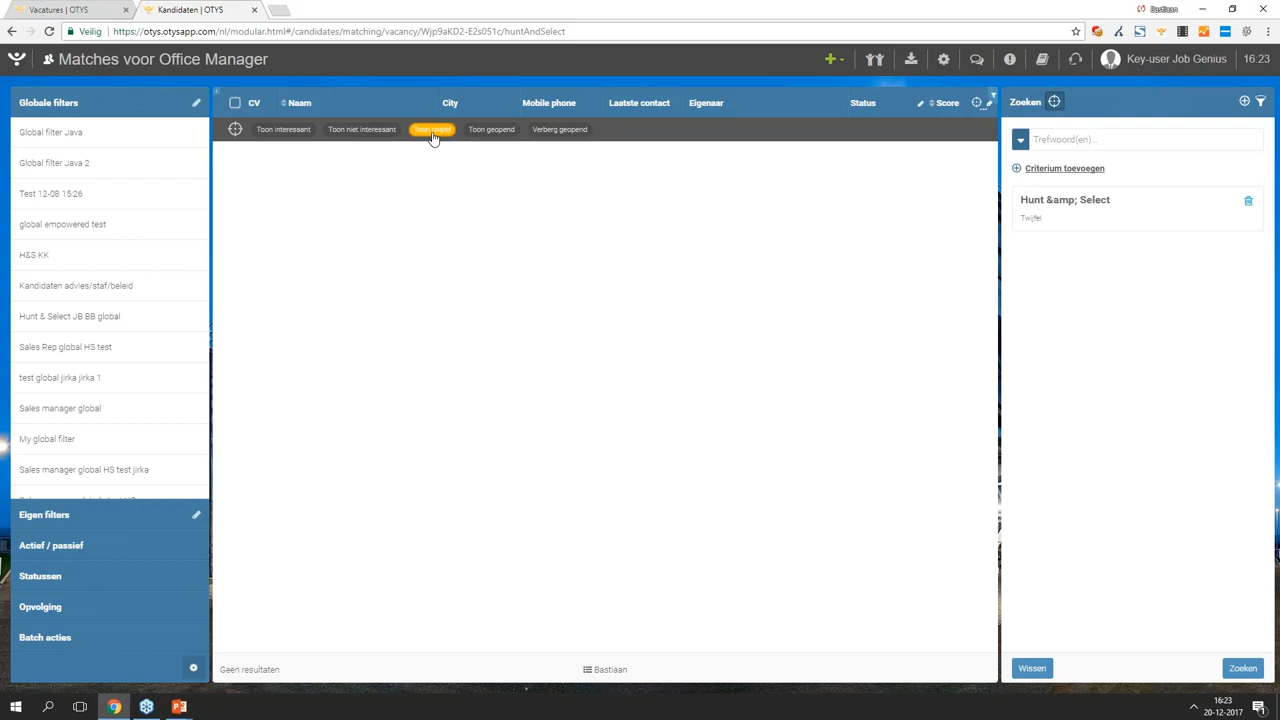 Vacatures | OTYS
Kandidaten | OTYS
Bastiaan
Veilig
https://otys.otysapp.com/nl/modular.html#/candidates/matching/vacancy/Wjp9aKD2-E2s051c/huntAndSelect
Matches voor Office Manager
Key-user Job Genius
16:23
Globale filters
Global filter Java
Global filter Java 2
Test 12-08 15:26
global empowered test
H&S KK
Kandidaten advies/staf/beleid
Hunt & Select JB BB global
Sales Rep global HS test
test global jirka jirka 1
Sales manager global
My global filter
Sales manager global HS test jirka
Eigen filters
Actief / passief
Statussen
Opvolging
Batch acties
CV Naam City Mobile phone Laatste contact Eigenaar Status Score
Toon interessant Toon niet interessant Toon twijfel Toon geopend Verberg geopend
Geen resultaten
Bastiaan
Zoeken
Trefwoord(en)...
Criterium toevoegen
Hunt &amp; Select
Twijfel
Wissen
Zoeken
16:23
20-12-2017